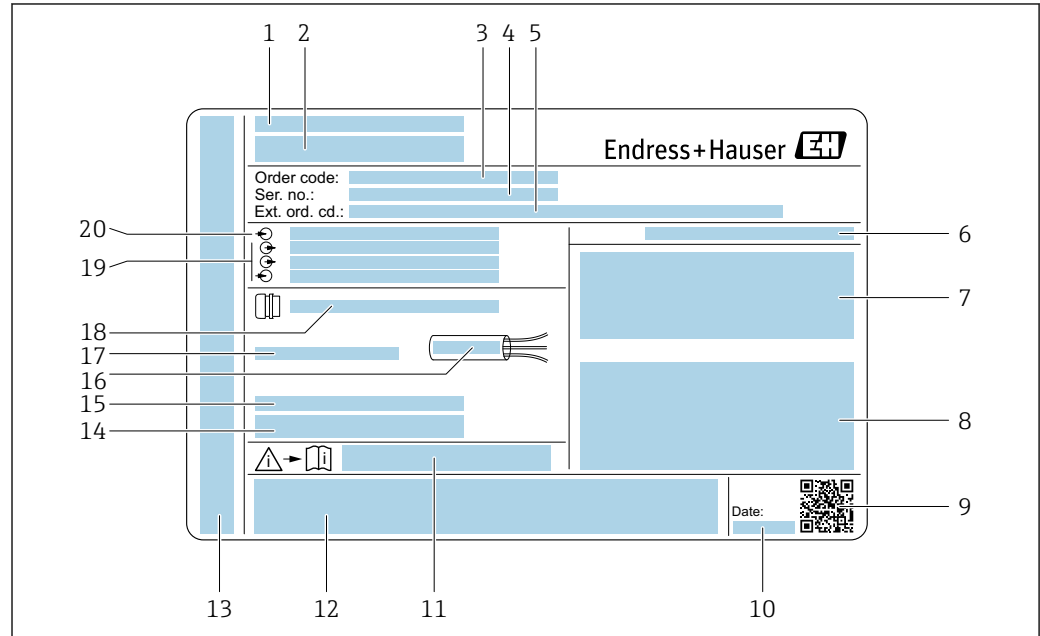 1 2 3 4 5
Endress+Hauser EH
Order code:
Ser. no.:
Ext. ord. cd.:
20
6
19
7
18
17
16
15
8
14
i i
9
Date:
13 12 11 10